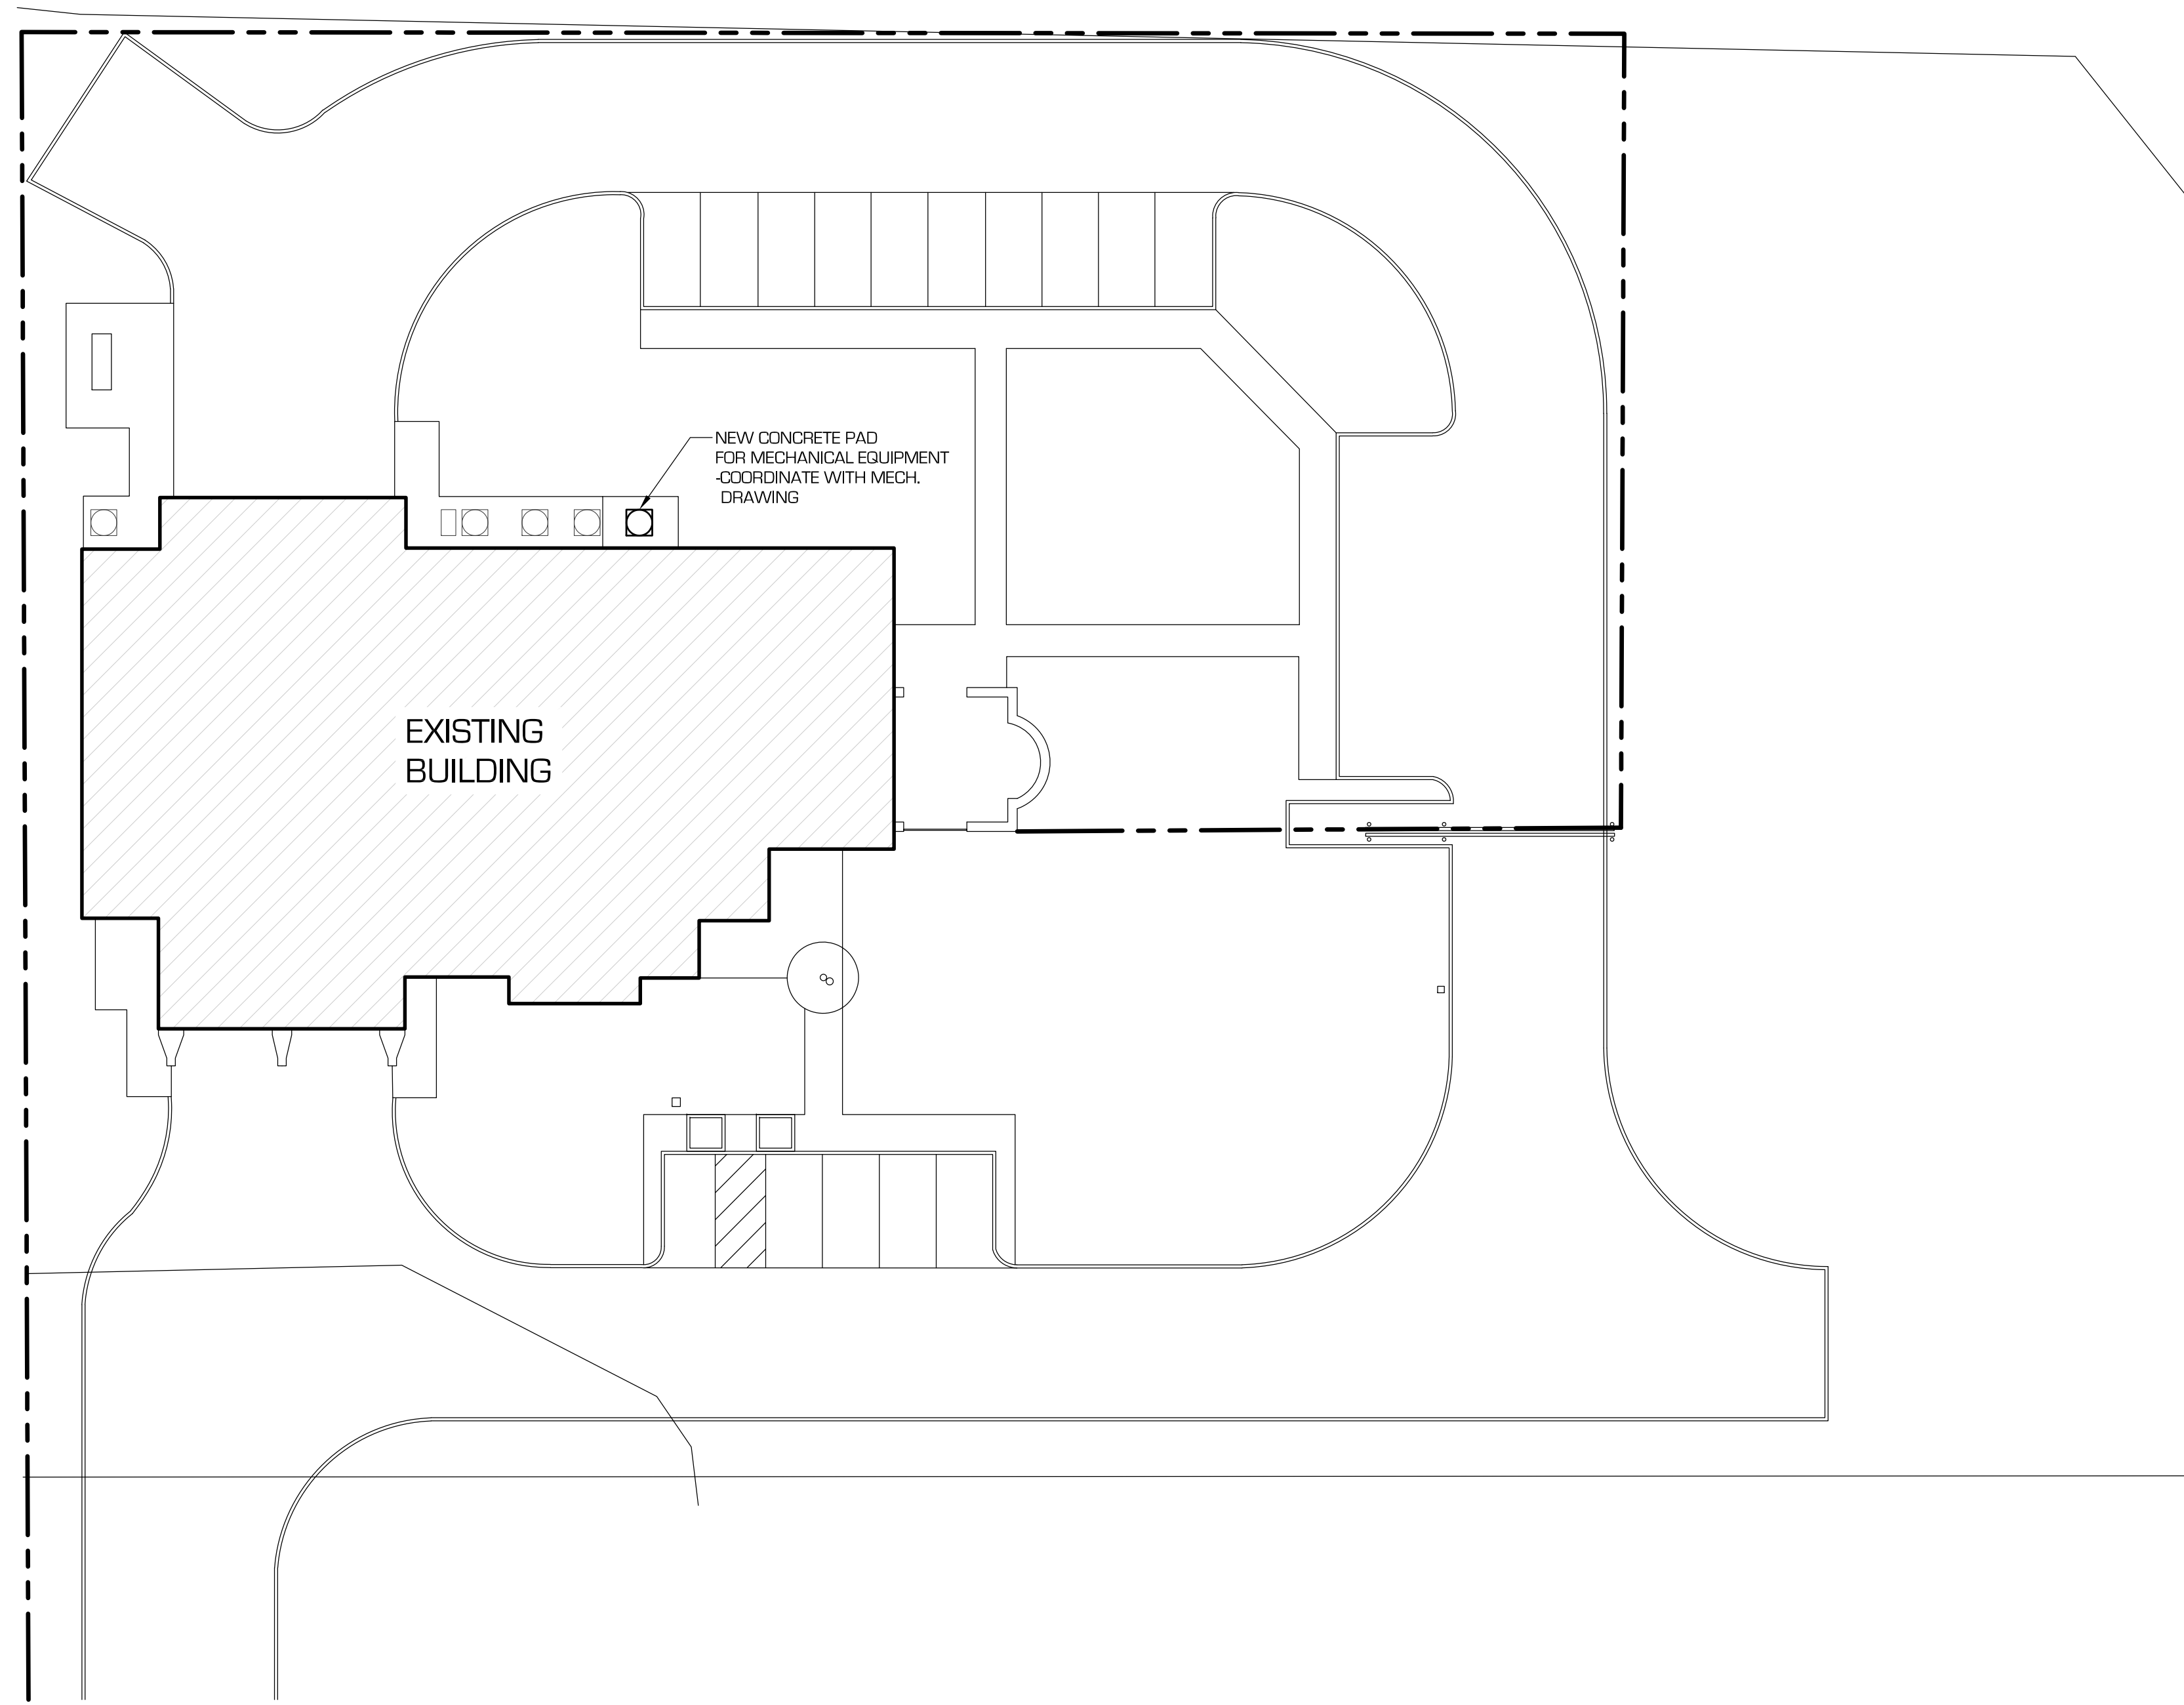 NEW CONCRETE PAD
FOR MECHANICAL EQUIPMENT
-COORDINATE WITH MECH.
DRAWING
EXISTING
BUILDING